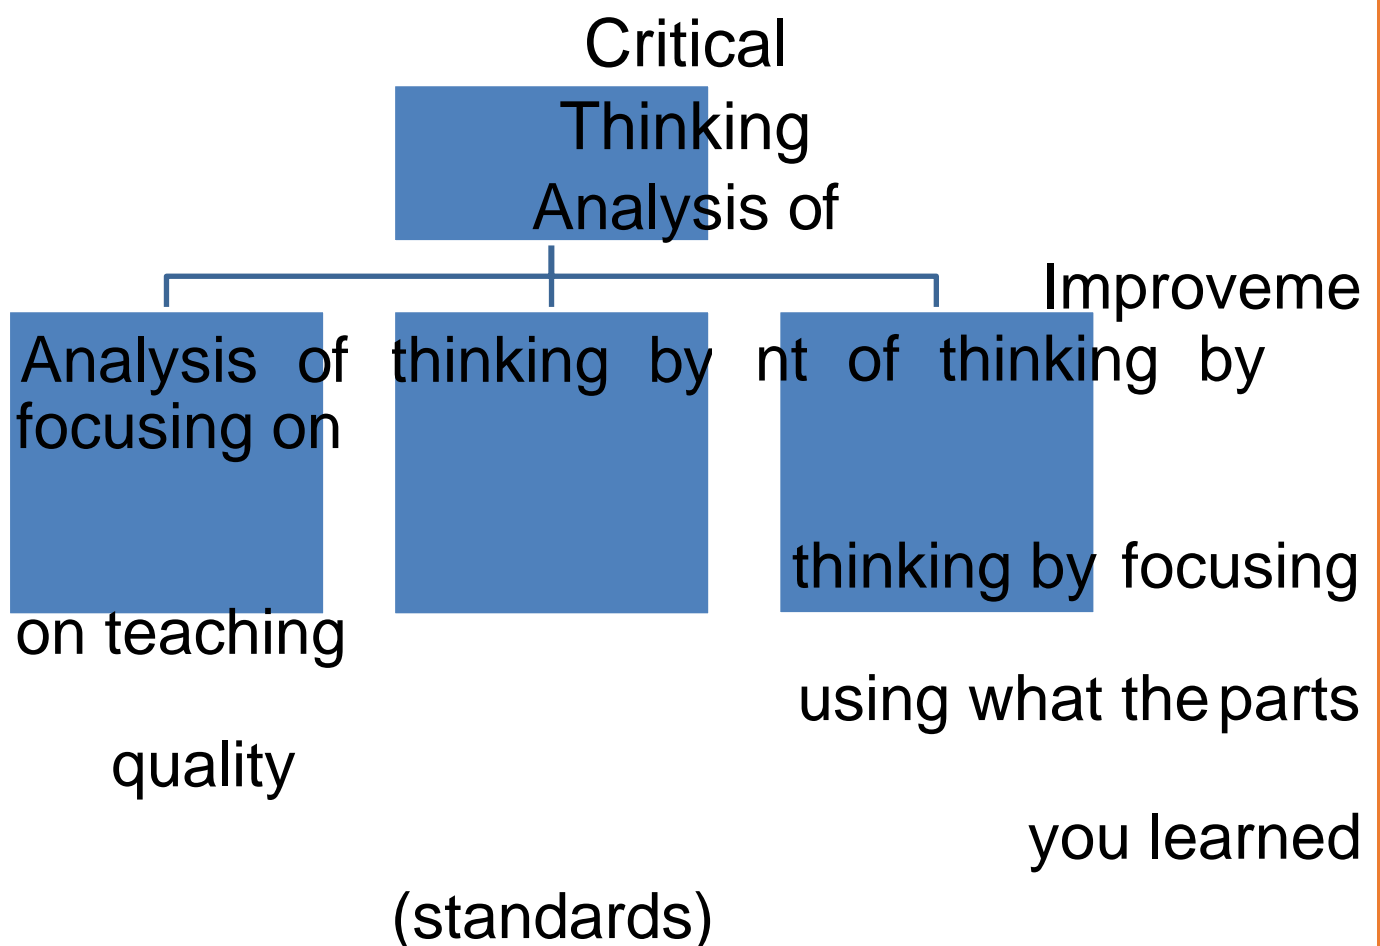 Critical
Thinking
Analysis of
Improveme
Analysis of thinking by nt of thinking by
focusing on
thinking by focusing
on teaching
using what the parts
quality
you learned
(standards)